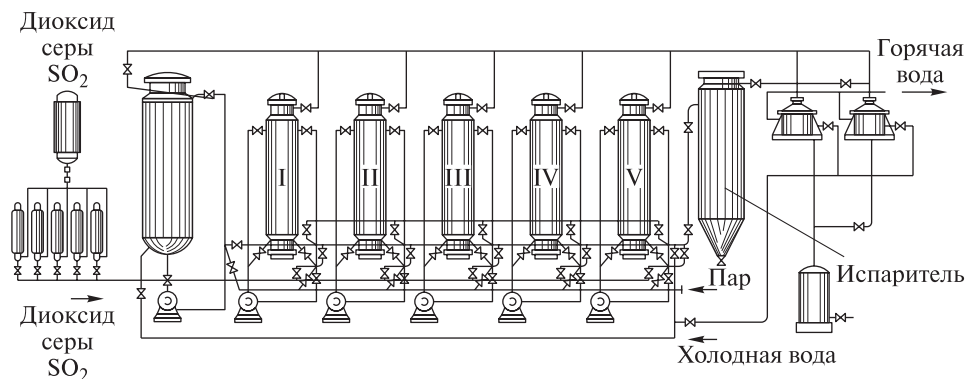 Диоксид
серы
SO2
Горячая
вода
I
II
III
IV
V
Пар
Испаритель
Диоксид
серы
SO2
Холодная вода